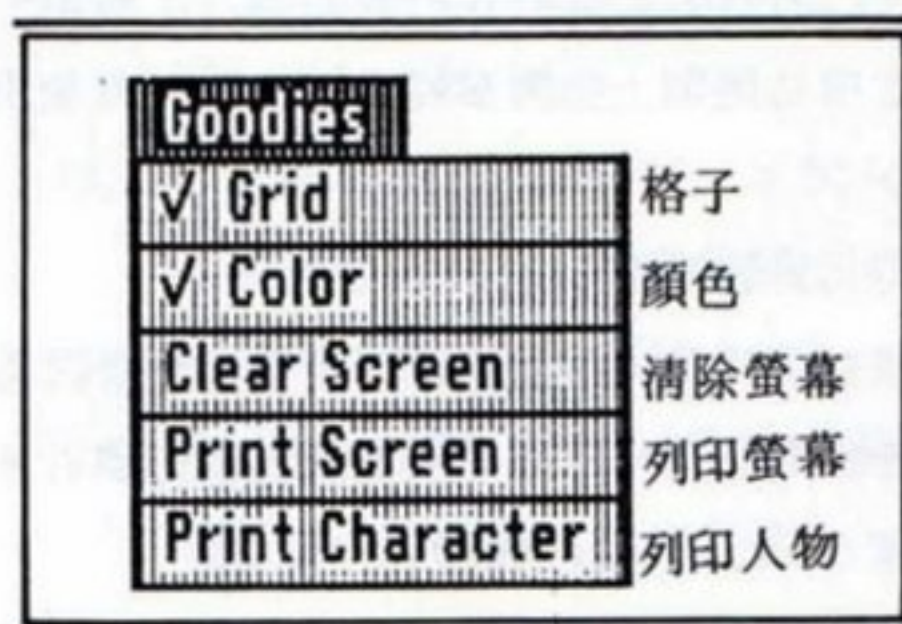 Goodies
✓ Grid 格子
✓ Color 顏色
Clear Screen 清除螢幕
Print Screen 列印螢幕
Print Character 列印人物